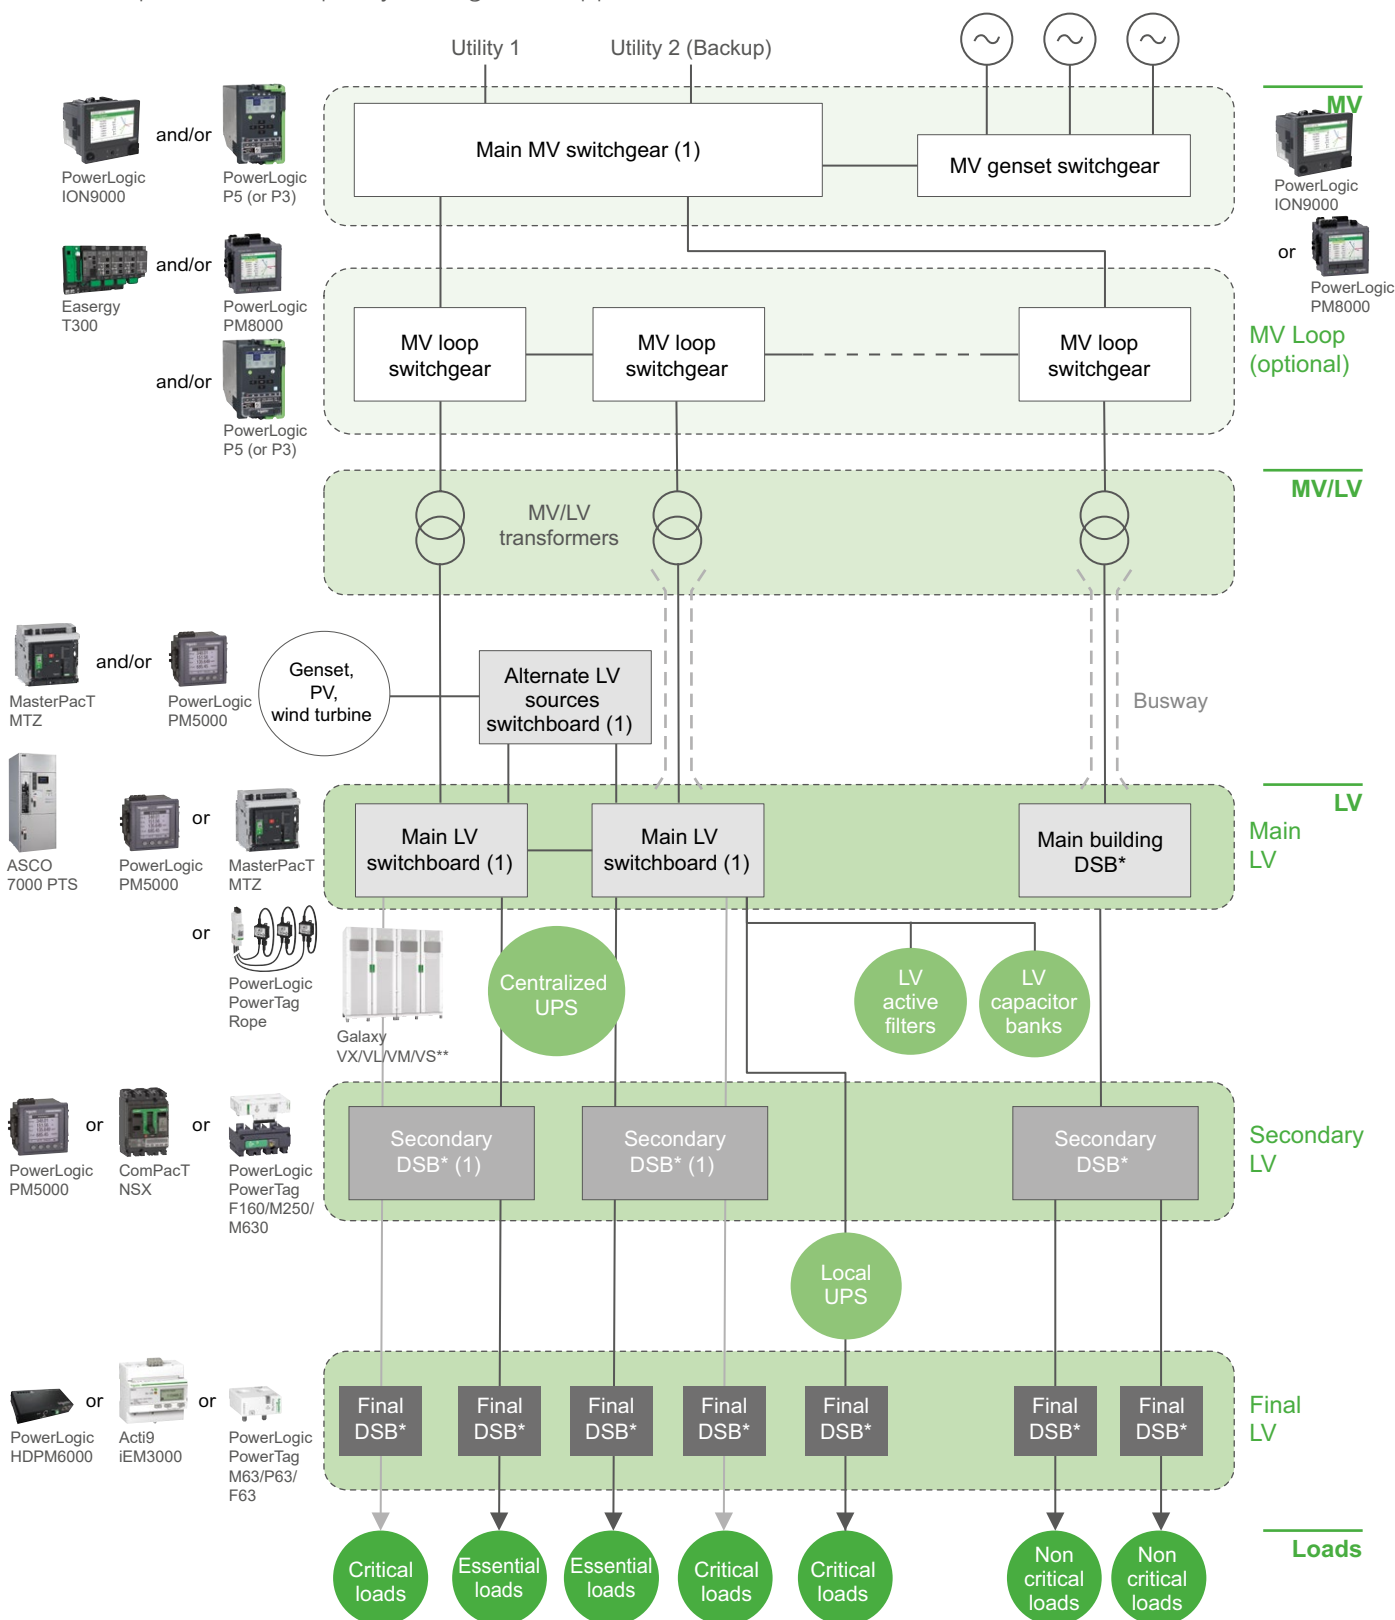 Utility 1
Utility 2 (Backup)
MV
Main MV switchgear (1)
MV genset switchgear
and/or
PowerLogic
ION9000
PowerLogic
P5 (or P3)
PowerLogic
ION9000
or
PowerLogic
PM8000
and/or
Easergy
T300
PowerLogic
PM8000
and/or
PowerLogic
P5 (or P3)
MV loop
switchgear
MV loop
switchgear
MV loop
switchgear
MV Loop
(optional)
MV/LV
MV/LV
transformers
and/or
MasterPacT
MTZ
PowerLogic
PM5000
Genset,
PV,
wind turbine
Alternate LV
sources
switchboard (1)
Busway
LV
Main
LV
ASCO
7000 PTS
or
PowerLogic
PM5000
MasterPacT
MTZ
Main LV
switchboard (1)
Main LV
switchboard (1)
Main building
DSB*
or
PowerLogic
PowerTag
Rope
Galaxy
VX/VL/VM/VS**
Centralized
UPS
LV
active
filters
LV
capacitor
banks
or
or
PowerLogic
PM5000
ComPacT
NSX
PowerLogic
PowerTag
F160/M250/
M630
Secondary
DSB* (1)
Secondary
DSB* (1)
Secondary
DSB*
Secondary
LV
Local
UPS
or
or
PowerLogic
HDPM6000
Acti9
iEM3000
PowerLogic
PowerTag
M63/P63/
F63
Final
DSB*
Final
DSB*
Final
DSB*
Final
DSB*
Final
DSB*
Final
DSB*
Final
DSB*
Final
LV
Loads
Critical
loads
Essential
loads
Essential
loads
Critical
loads
Critical
loads
Non
critical
loads
Non
critical
loads